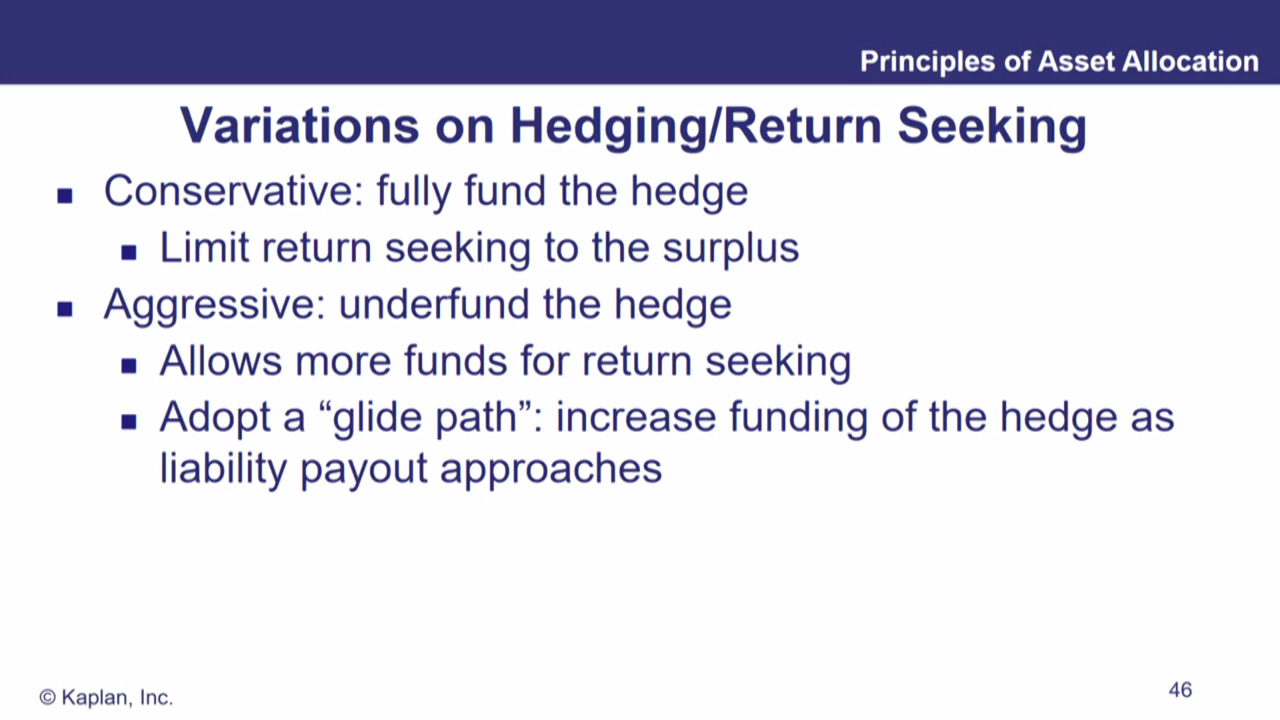 Principles of Asset Allocation
Variations on Hedging/Return Seeking
Conservative: fully fund the hedge
Limit return seeking to the surplus
Aggressive: underfund the hedge
Allows more funds for return seeking
Adopt a “glide path”: increase funding of the hedge as
liability payout approaches
© Kaplan, Inc.
46